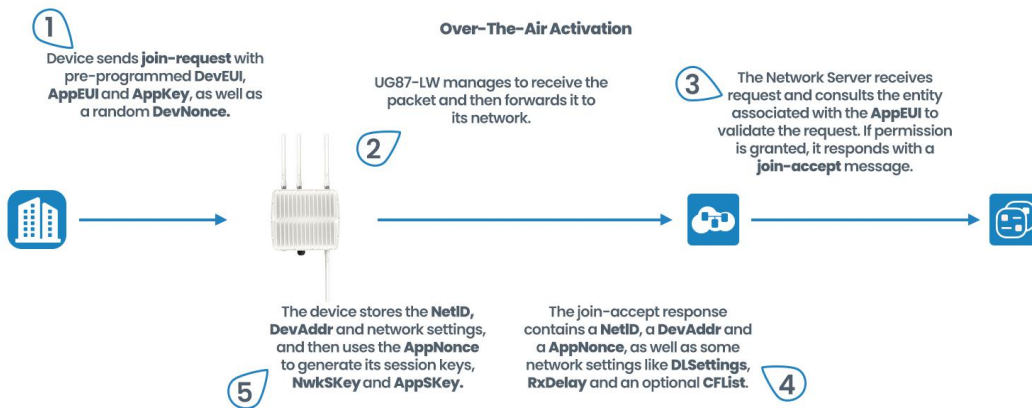 Over-The-Air Activation
1
Device sends join-request with
pre-programmed DevEUI,
AppEUI and AppKey, as well as
a random DevNonce.
UG87-LW manages to receive the
packet and then forwards it to
its network.
2
3
The Network Server receives
request and consults the entity
associated with the AppEUI to
validate the request. If permission
is granted, it responds with a
join-accept message.
The join-accept response
contains a NetID, a DevAddr and
a AppNonce, as well as some
network settings like DLSettings,
RxDelay and an optional CFList.
4
The device stores the NetID,
DevAddr and network settings,
and then uses the AppNonce
to generate its session keys,
NwkSKey and AppSKey.
5